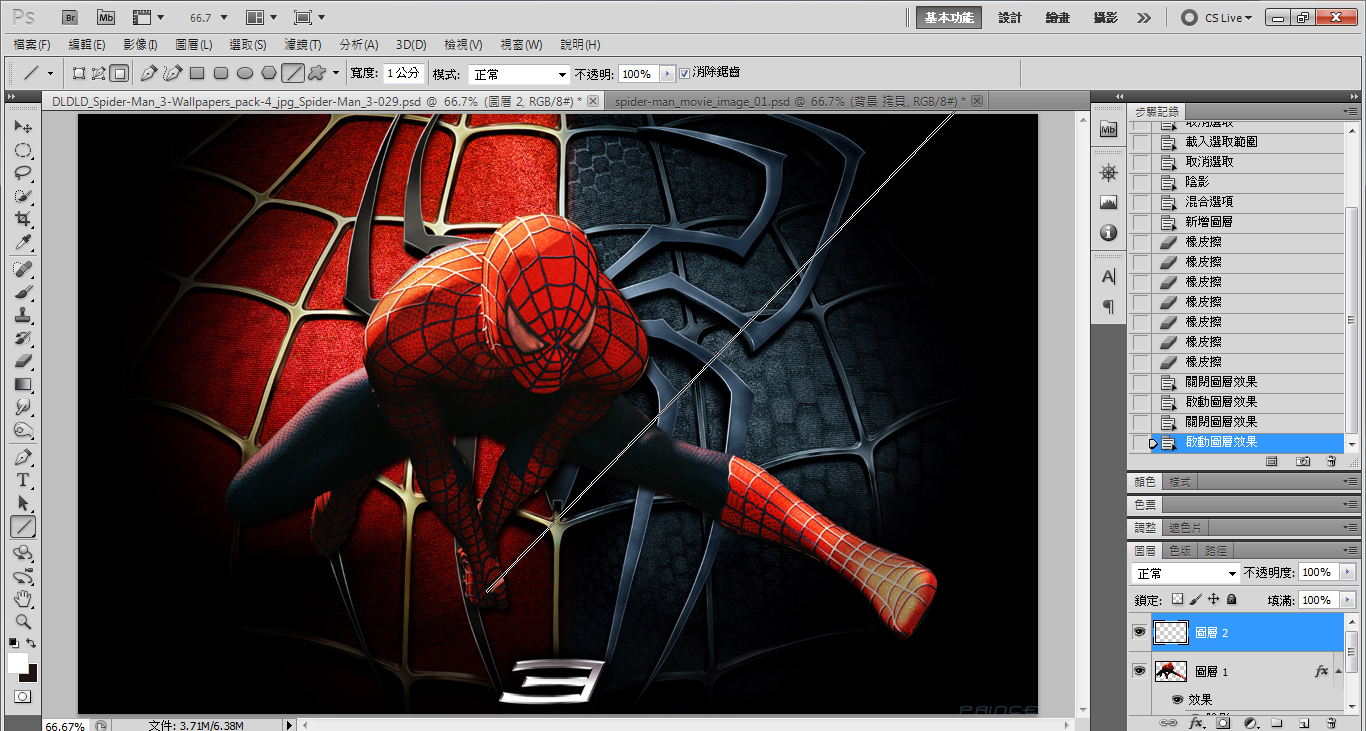 Ps Br Mb 66.7 基本功能 設計 繪畫 攝影 CS Live
檔案(F) 編輯(E) 影像(I) 圖層(L) 選取(S) 濾鏡(T) 分析(A) 3D(D) 檢視(V) 視窗(W) 說明(H)
寬度: 1 公分 模式: 正常 不透明: 100% 消除鋸齒
DLDLD_Spider-Man_3-Wallpapers_pack-4_jpg_Spider-Man_3-029.psd @ 66.7% (圖層 2, RGB/8#) *
spider-man_movie_image_01.psd @ 66.7% (背景 拷貝, RGB/8#) *
步驟記錄
取消選取
載入選取範圍
取消選取
陰影
混合選項
新增圖層
橡皮擦
橡皮擦
橡皮擦
橡皮擦
橡皮擦
橡皮擦
橡皮擦
關閉圖層效果
啟動圖層效果
關閉圖層效果
啟動圖層效果
Mb
A
顏色 樣式
色票
調整 遮色片
圖層 色版 路徑
正常 不透明度: 100%
鎖定: 填滿: 100%
圖層 2
圖層 1 fx
效果
陰影
fx
T
3
PRINCE
66.67% 文件: 3.71M/6.38M